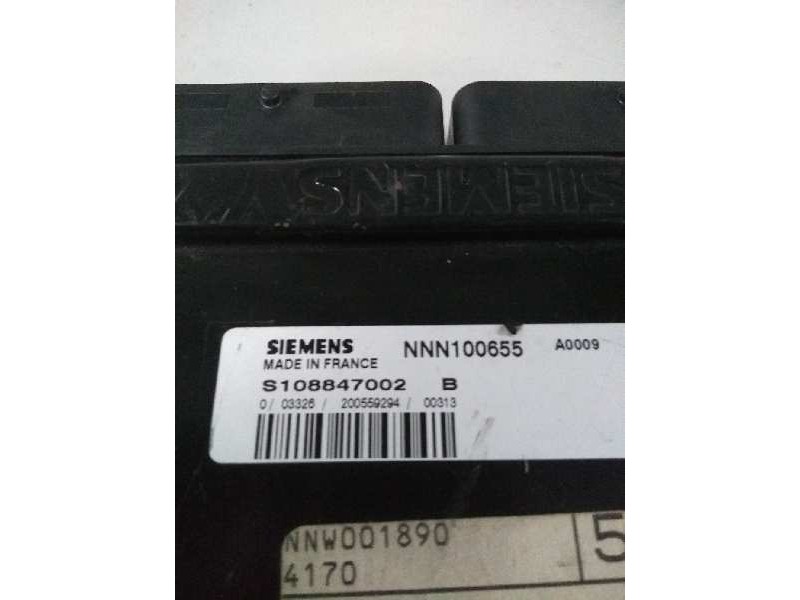 SIEMENS
SIEMENS NNN100655 A0009
MADE IN FRANCE
S108847002 B
0/ 03326/ 200559294/ 00313
NNW001890 5
4170